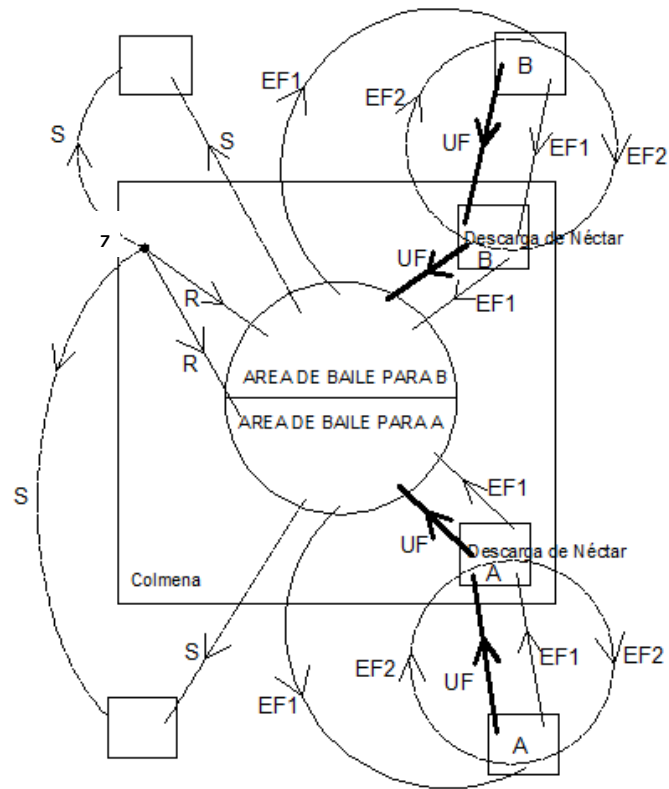 B
EF1
EF2
S
S
UF
EF1
EF2
7
Descarga de Néctar
B
UF
EF1
R
R
AREA DE BAILE PARA B
AREA DE BAILE PARA A
S
EF1
UF
Descarga de Néctar
A
Colmena
S
EF1
EF2
UF
EF1
EF2
A